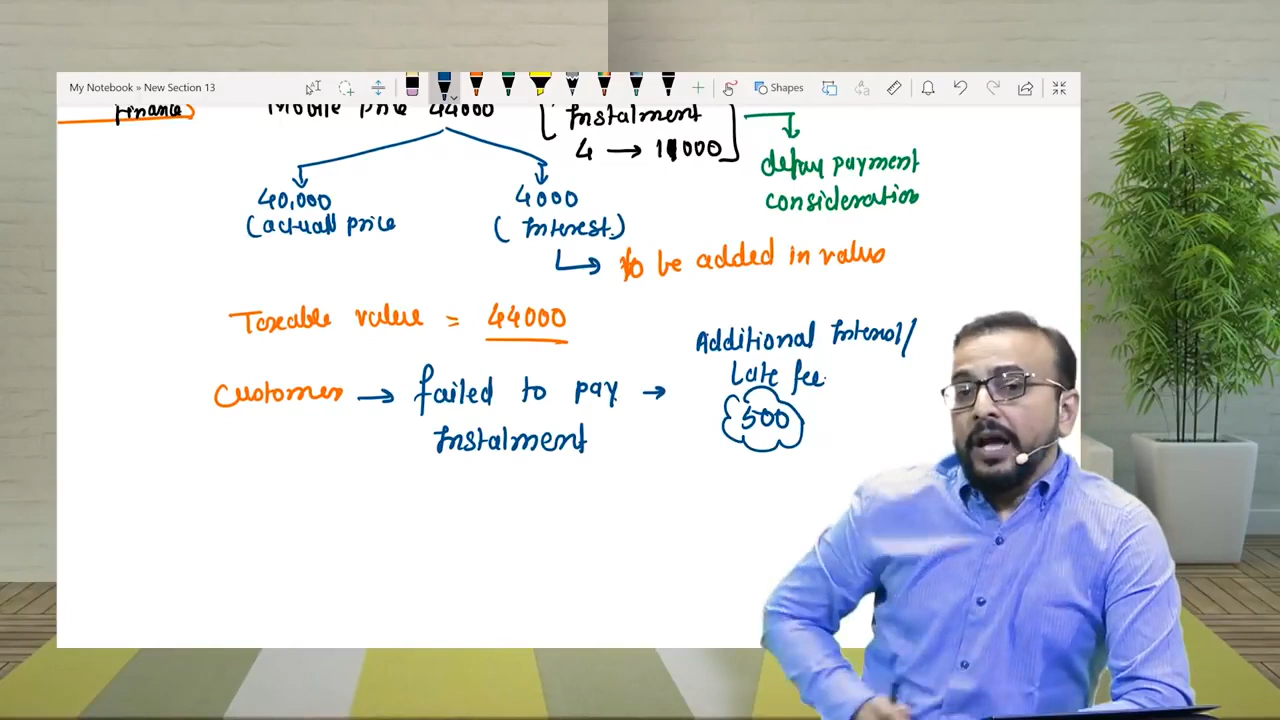 My Notebook > New Section 13
Shapes
Finance
Mobile price 44000
Instalment
4 → 11000
delay payment
consideration
40,000
(actual price
4000
(Interest)
to be added in value
Taxable value = 44000
Customer → failed to pay →
Instalment
Additional Interest/
Late fee
500